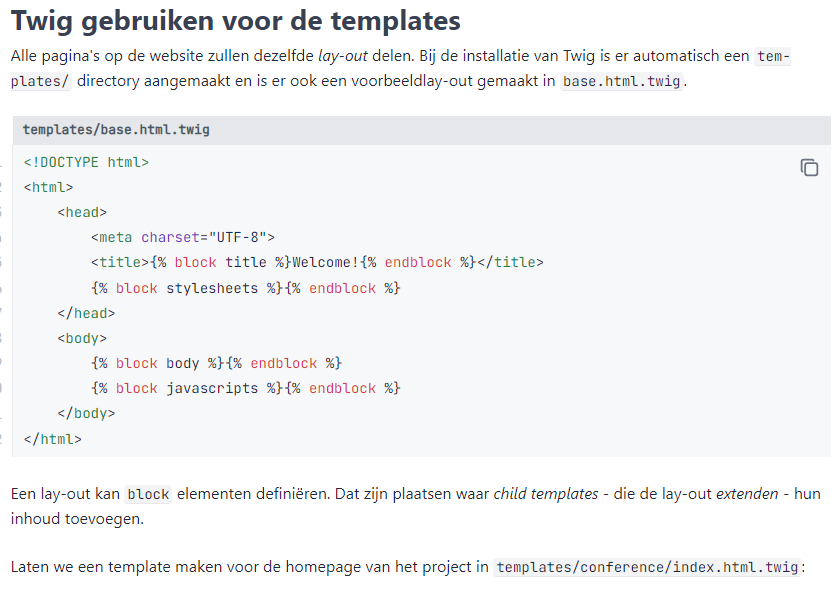 Twig gebruiken voor de templates
Alle pagina's op de website zullen dezelfde lay-out delen. Bij de installatie van Twig is er automatisch een tem-
plates/ directory aangemaakt en is er ook een voorbeeldlay-out gemaakt in base.html.twig.
templates/base.html.twig
<!DOCTYPE html>
<html>
    <head>
        <meta charset="UTF-8">
        <title>{% block title %}Welcome!{% endblock %}</title>
        {% block stylesheets %}{% endblock %}
    </head>
    <body>
        {% block body %}{% endblock %}
        {% block javascripts %}{% endblock %}
    </body>
</html>
Een lay-out kan block elementen definiëren. Dat zijn plaatsen waar child templates - die de lay-out extenden - hun
inhoud toevoegen.
Laten we een template maken voor de homepage van het project in templates/conference/index.html.twig: